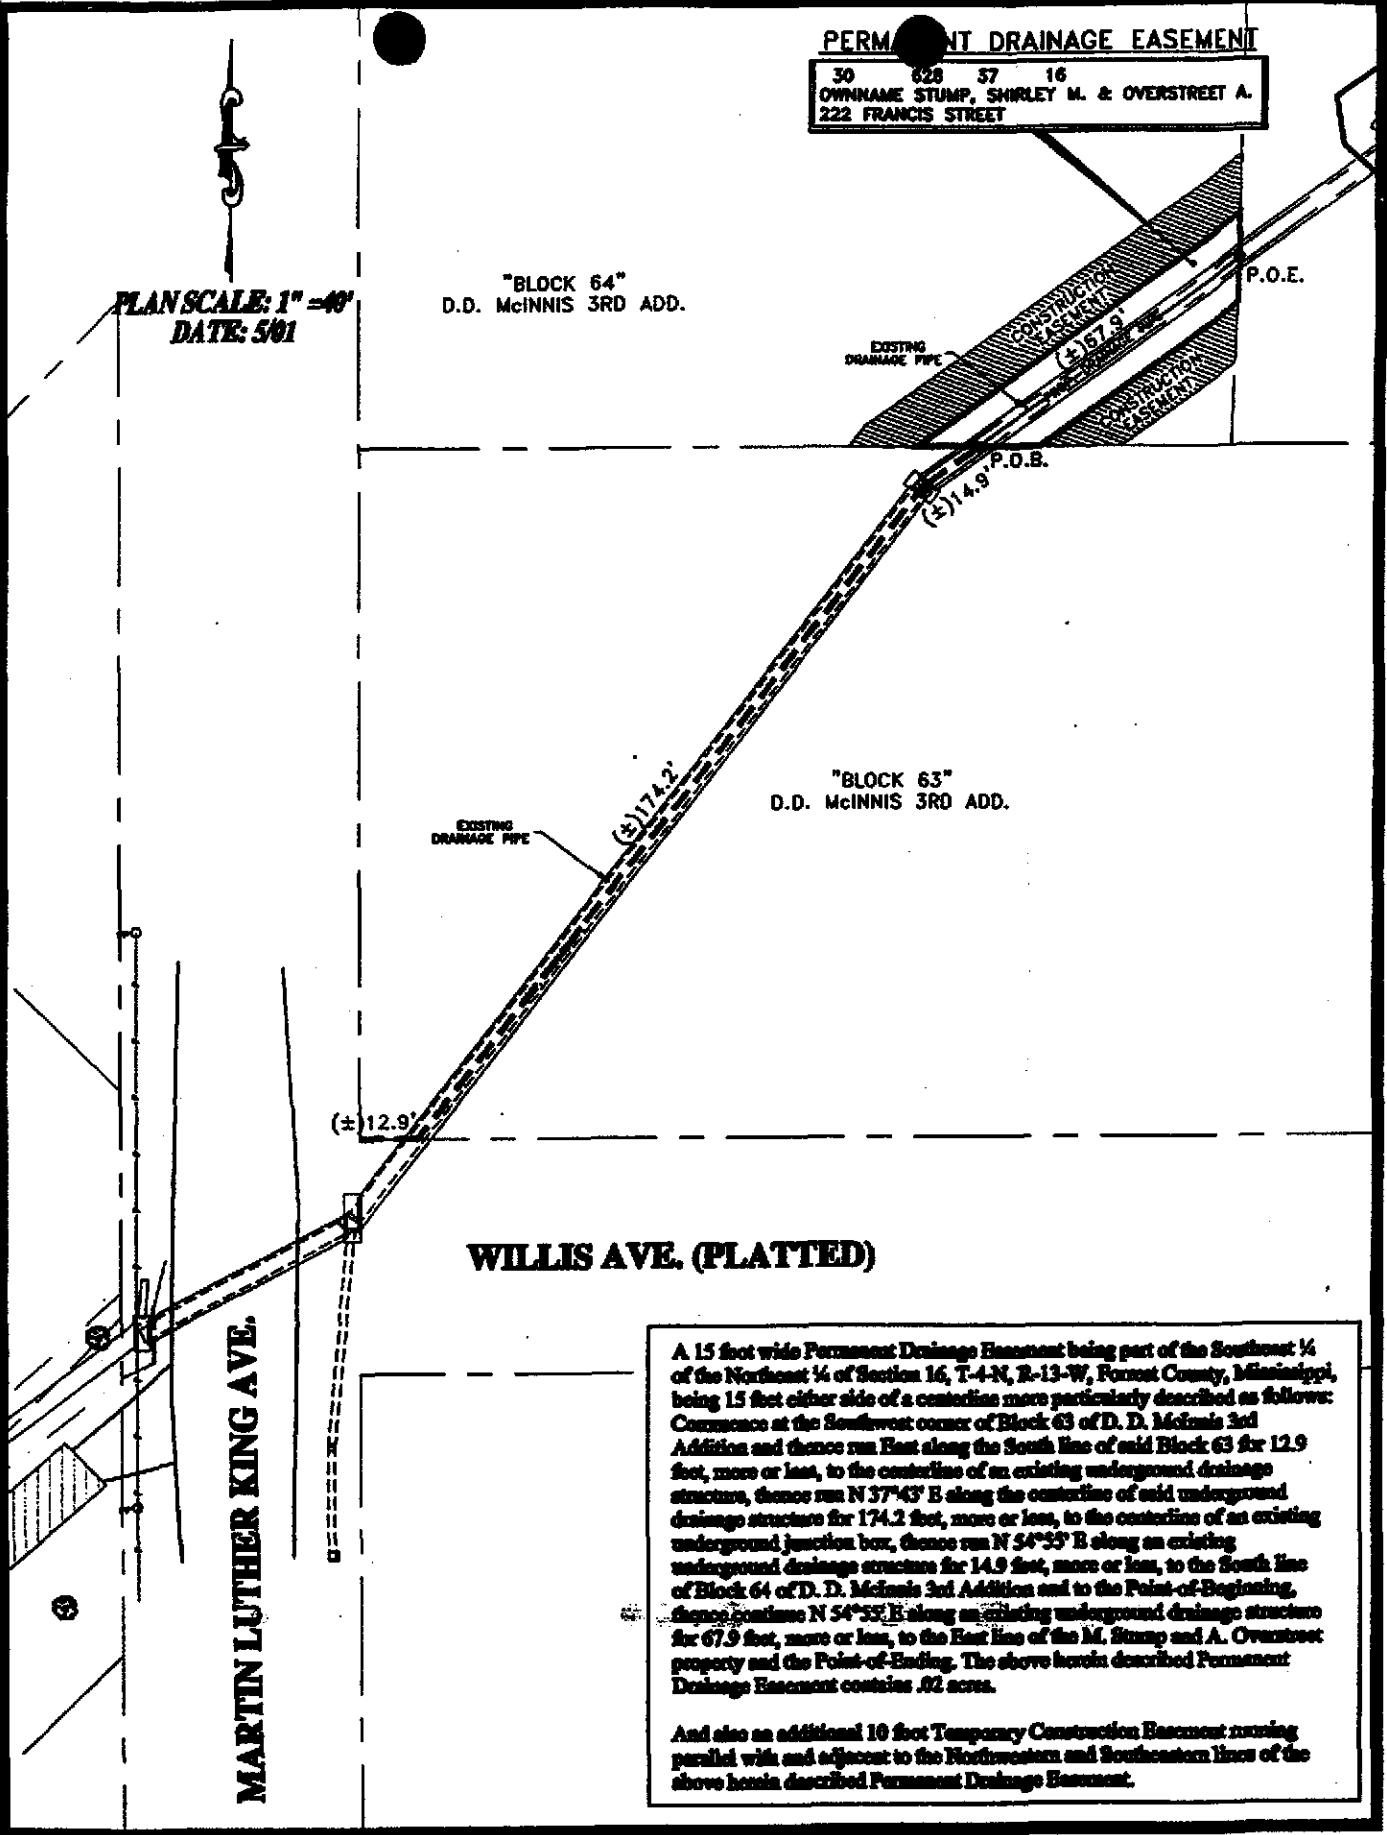 PERMANENT DRAINAGE EASEMENT
30 628 37 16
OWNNAME STUMP, SHIRLEY M. & OVERSTREET A.
222 FRANCIS STREET
PLAN SCALE: 1" =40'
DATE: 5/01
"BLOCK 64"
D.D. McINNIS 3RD ADD.
P.O.E.
CONSTRUCTION
EASEMENT
(±)67.9'
EXISTING
DRAINAGE PIPE
CONSTRUCTION
EASEMENT
P.O.B.
(±)14.9'
(±)174.2'
"BLOCK 63"
D.D. McINNIS 3RD ADD.
EXISTING
DRAINAGE PIPE
(±)12.9'
WILLIS AVE. (PLATTED)
MARTIN LUTHER KING AVE.
A 15 foot wide Permanent Drainage Easement being part of the Southeast ¼
of the Northeast ¼ of Section 16, T-4-N, R-13-W, Forrest County, Mississippi,
being 15 feet either side of a centerline more particularly described as follows:
Commence at the Southwest corner of Block 63 of D. D. McInnis 3rd
Addition and thence run East along the South line of said Block 63 for 12.9
feet, more or less, to the centerline of an existing underground drainage
structure, thence run N 37°43' E along the centerline of said underground
drainage structure for 174.2 feet, more or less, to the centerline of an existing
underground junction box, thence run N 54°55' E along an existing
underground drainage structure for 14.9 feet, more or less, to the South line
of Block 64 of D. D. McInnis 3rd Addition and to the Point-of-Beginning,
thence continue N 54°55' E along an existing underground drainage structure
for 67.9 feet, more or less, to the East line of the M. Stump and A. Overstreet
property and the Point-of-Ending. The above herein described Permanent
Drainage Easement contains .02 acres.
And also an additional 10 foot Temporary Construction Easement running
parallel with and adjacent to the Northwestern and Southeastern lines of the
above herein described Permanent Drainage Easement.